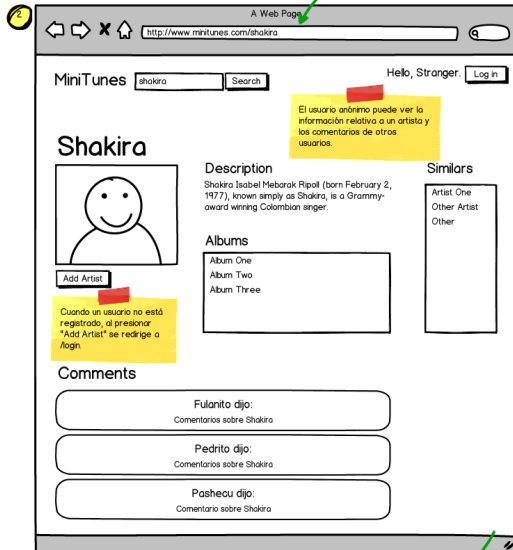 2
A Web Page
http://www.minitunes.com/shakira
MiniTunes
shakira
Search
Hello, Stranger.
Log in
El usuario anónimo puede ver la
información relativa a un artista y
los comentarios de otros
usuarios.
Shakira
Add Artist
Cuando un usuario no está
registrado, al presionar
"Add Artist" se redirige a
/login.
Description
Shakira Isabel Mebarak Ripoll (born February 2,
1977), known simply as Shakira, is a Grammy-
award winning Colombian singer.
Albums
Album One
Album Two
Album Three
Similars
Artist One
Other Artist
Other
Comments
Fulanito dijo:
Comentarios sobre Shakira
Pedrito dijo:
Comentarios sobre Shakira
Pashecu dijo:
Comentario sobre Shakira